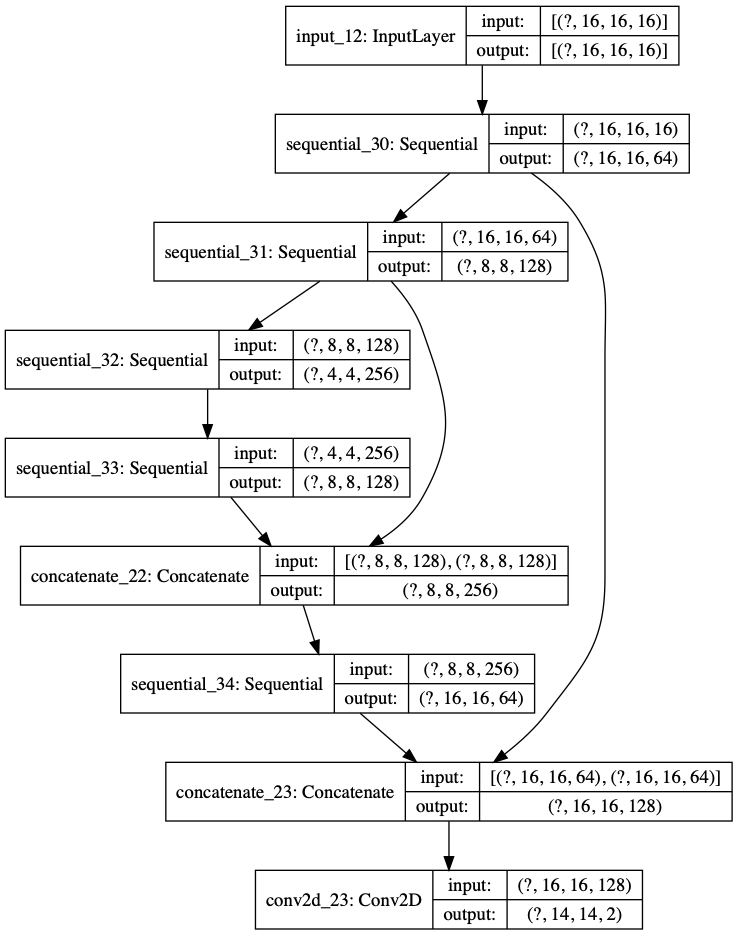 input_12: InputLayer
input:
[(?, 16, 16, 16)]
output:
[(?, 16, 16, 16)]
sequential_30: Sequential
input:
(?, 16, 16, 16)
output:
(?, 16, 16, 64)
sequential_31: Sequential
input:
(?, 16, 16, 64)
output:
(?, 8, 8, 128)
sequential_32: Sequential
input:
(?, 8, 8, 128)
output:
(?, 4, 4, 256)
sequential_33: Sequential
input:
(?, 4, 4, 256)
output:
(?, 8, 8, 128)
concatenate_22: Concatenate
input:
[(?, 8, 8, 128), (?, 8, 8, 128)]
output:
(?, 8, 8, 256)
sequential_34: Sequential
input:
(?, 8, 8, 256)
output:
(?, 16, 16, 64)
concatenate_23: Concatenate
input:
[(?, 16, 16, 64), (?, 16, 16, 64)]
output:
(?, 16, 16, 128)
conv2d_23: Conv2D
input:
(?, 16, 16, 128)
output:
(?, 14, 14, 2)